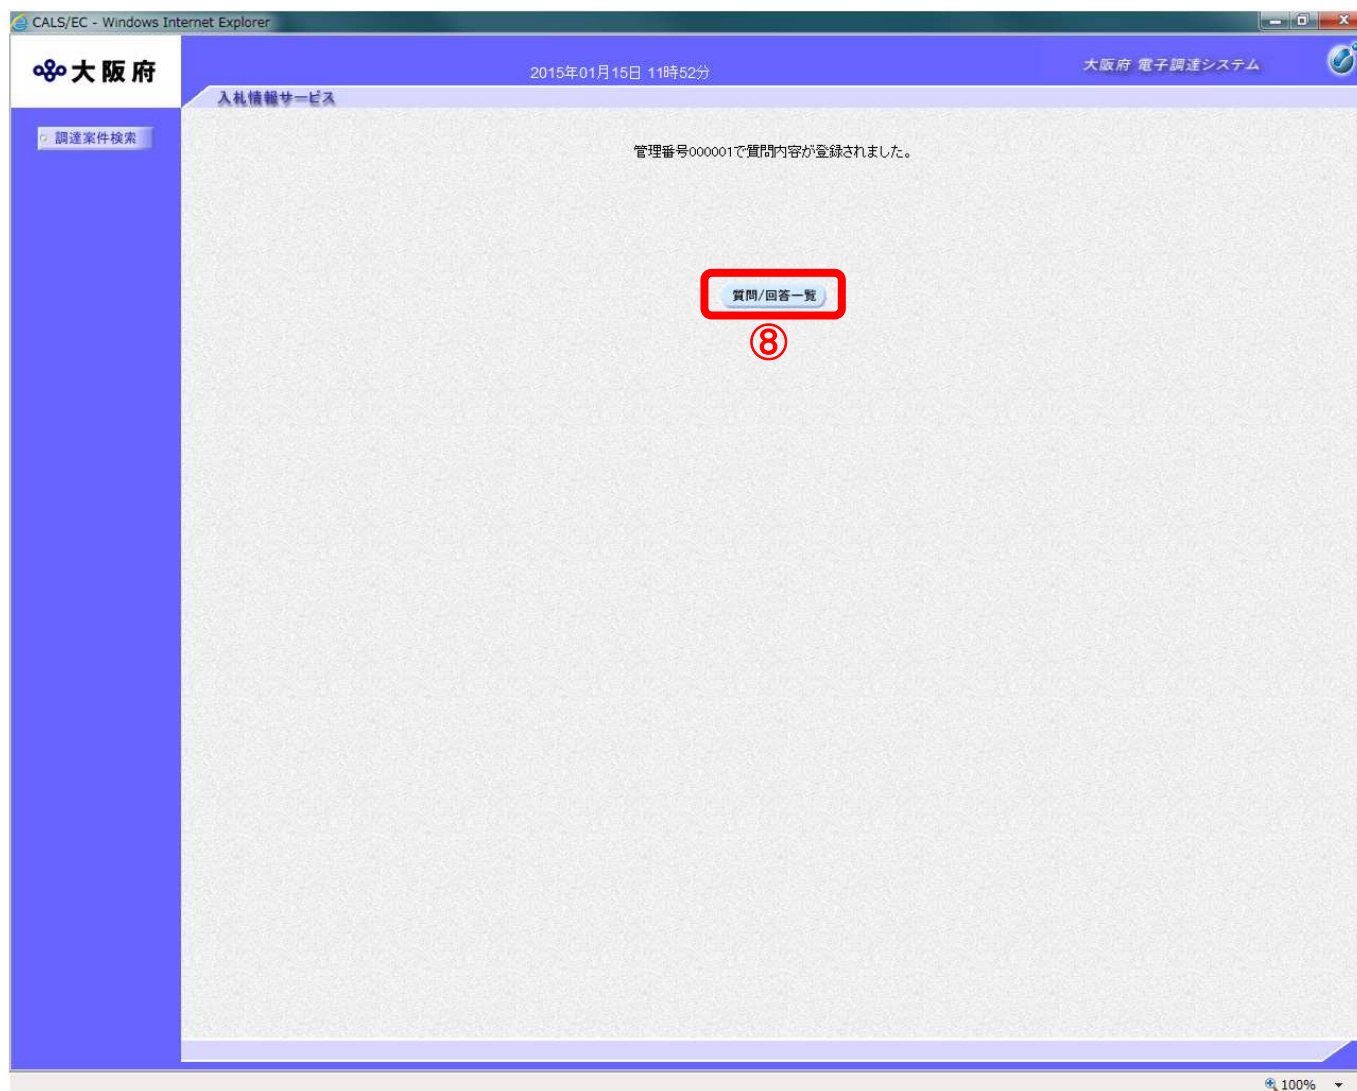 CALS/EC - Windows Internet Explorer
大阪府
2015年01月15日 11時52分
大阪府 電子調達システム
入札情報サービス
調達案件検索
管理番号000001で質問内容が登録されました。
質問/回答一覧
⑧
100%